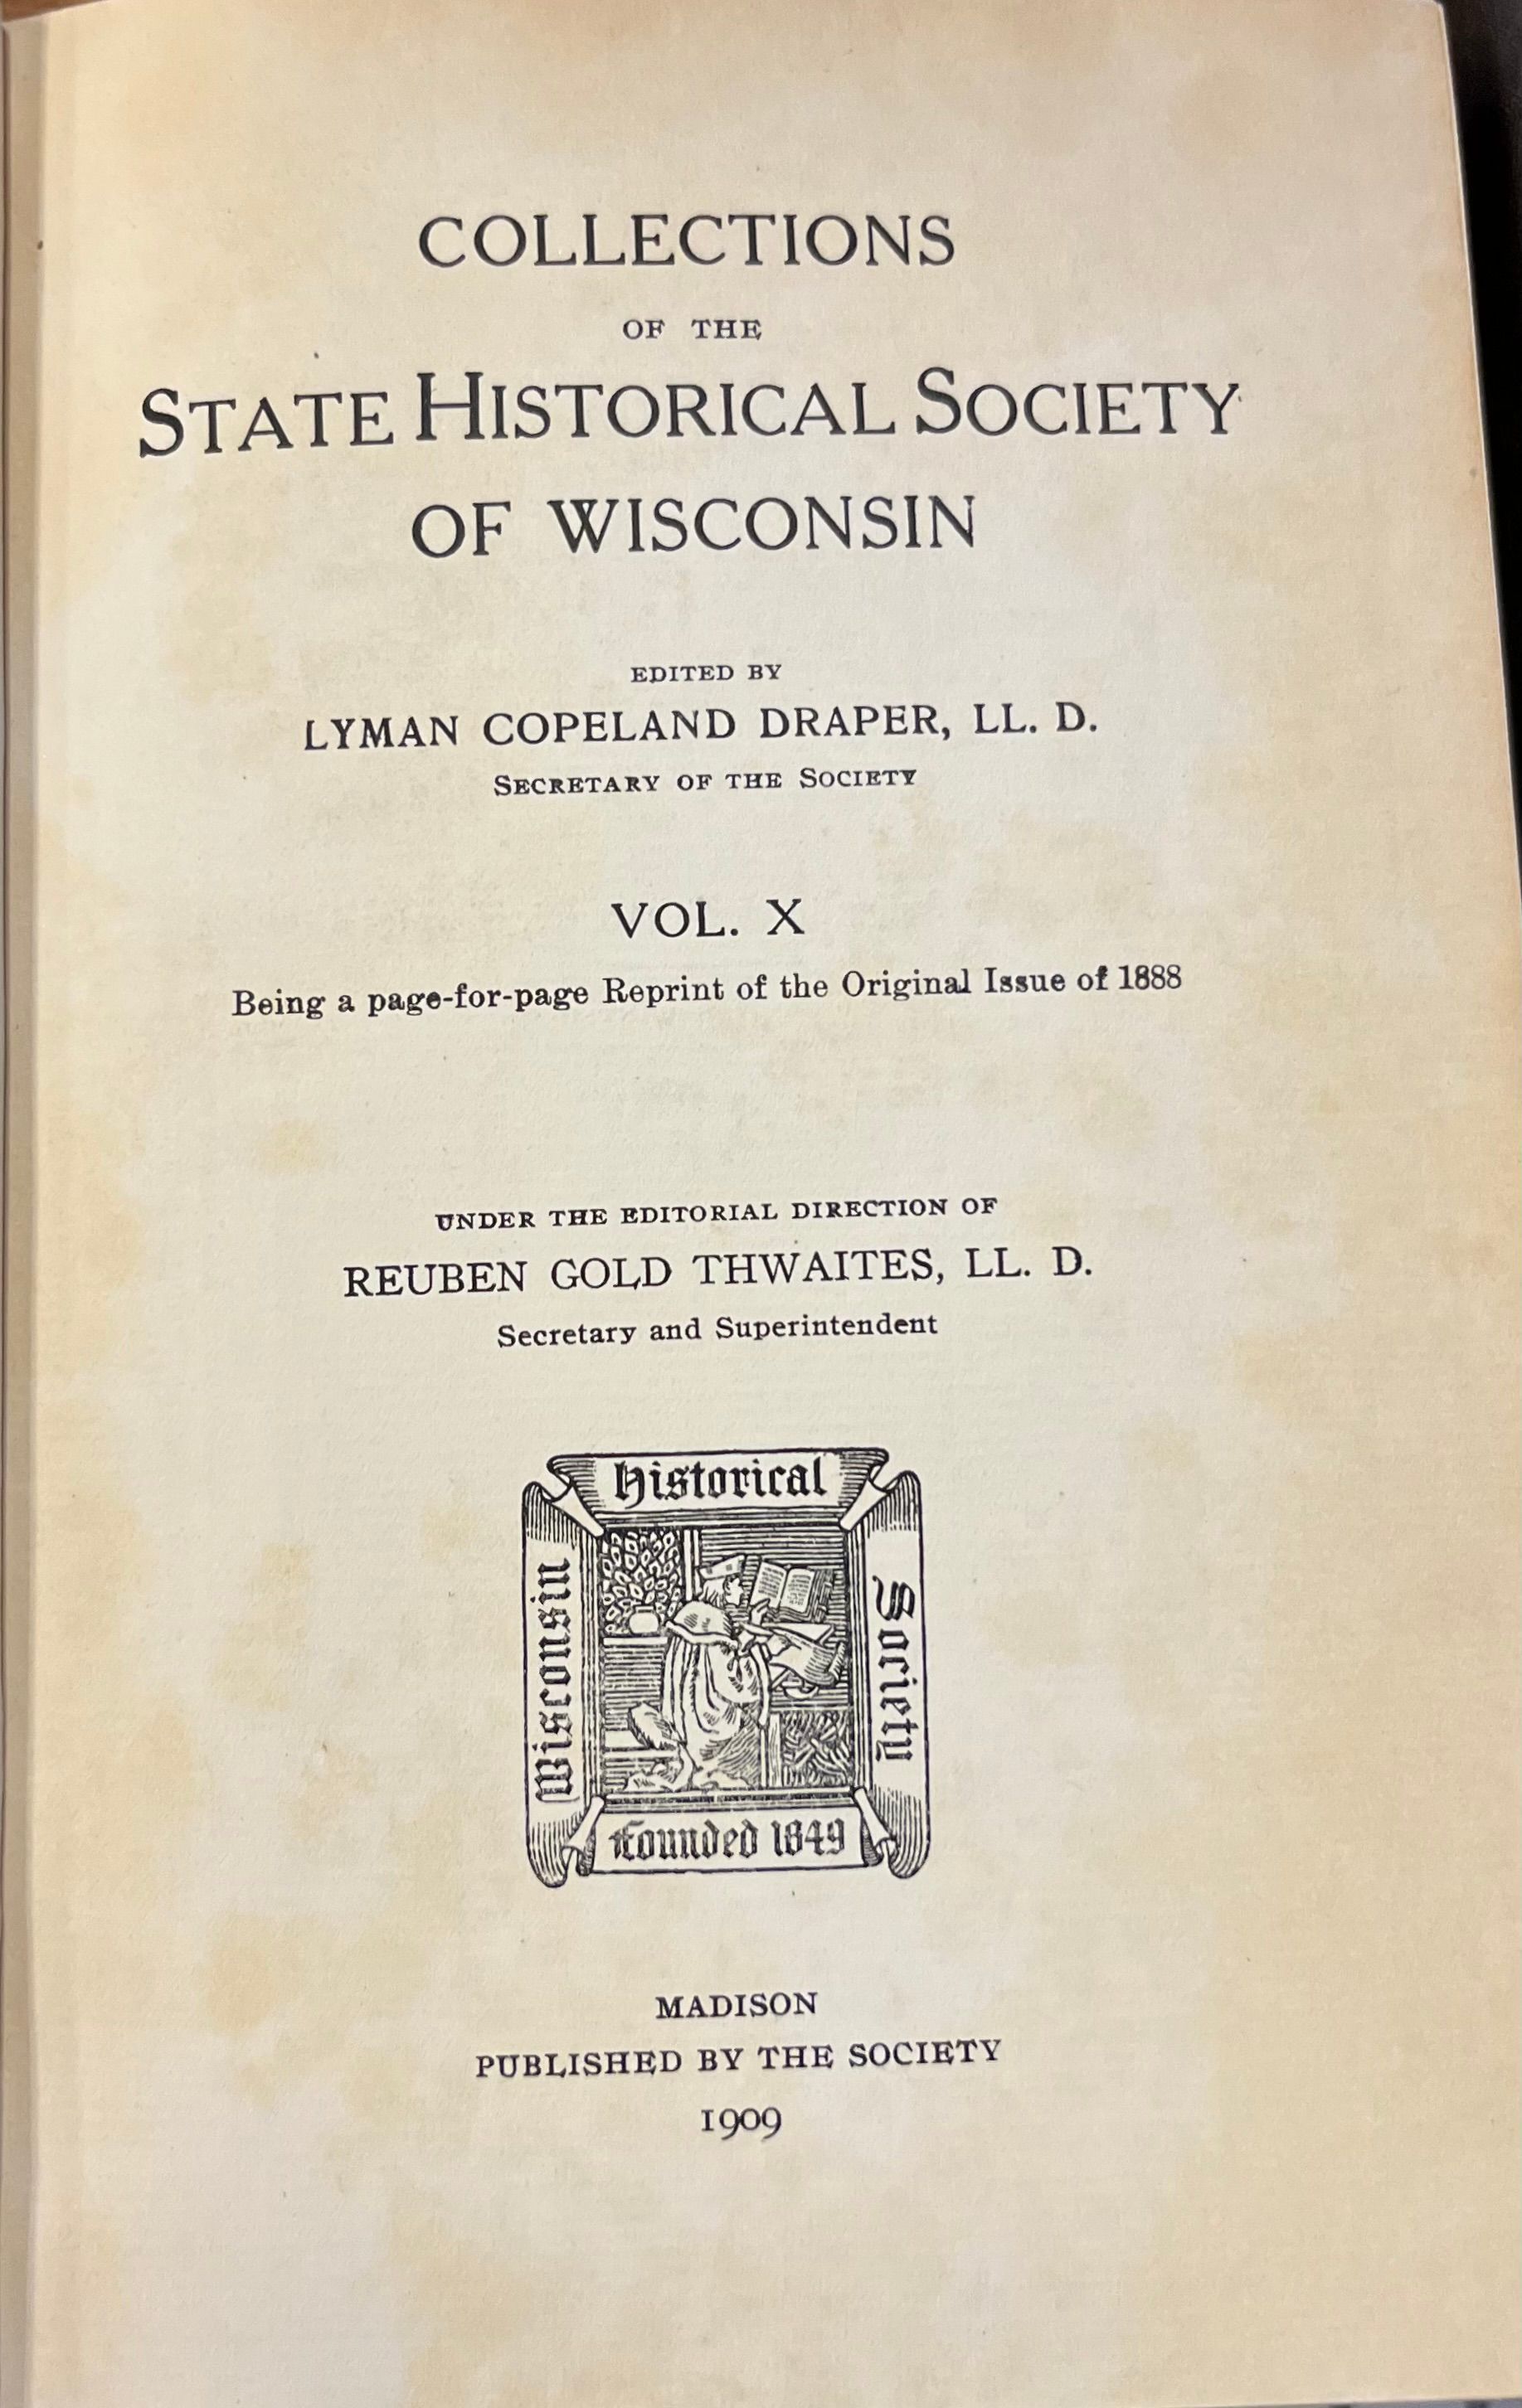 COLLECTIONS
OF THE
STATE HISTORICAL SOCIETY
OF WISCONSIN
EDITED BY
LYMAN COPELAND DRAPER, LL. D.
SECRETARY OF THE SOCIETY
VOL. X
Being a page-for-page Reprint of the Original Issue of 1888
UNDER THE EDITORIAL DIRECTION OF
REUBEN GOLD THWAITES, LL. D.
Secretary and Superintendent
Wisconsin
Historical
Society
Founded 1849
MADISON
PUBLISHED BY THE SOCIETY
1909